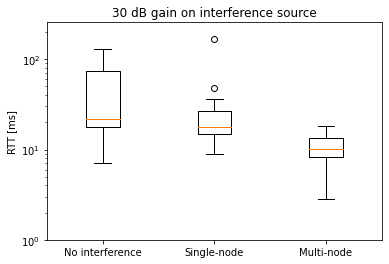 30 dB gain on interference source
RTT [ms]
10²
10¹
10⁰
No interference
Single-node
Multi-node